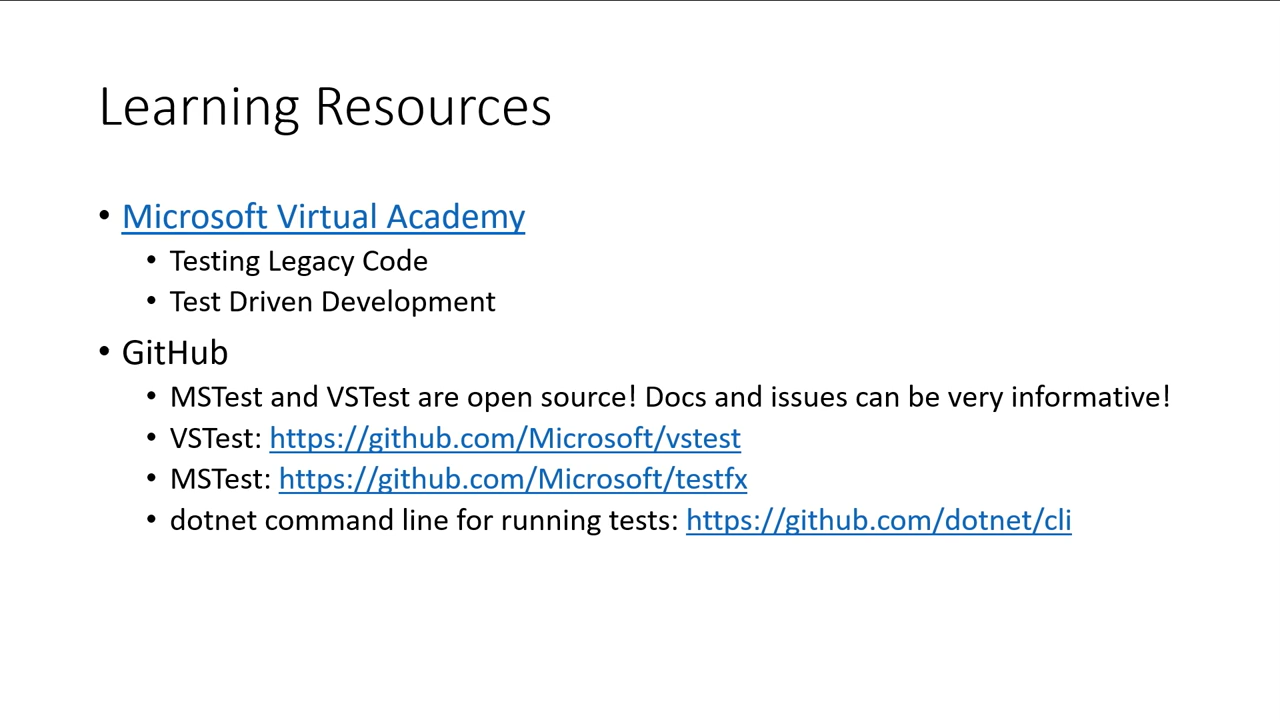 Learning Resources
• Microsoft Virtual Academy
• Testing Legacy Code
• Test Driven Development
• GitHub
• MSTest and VSTest are open source! Docs and issues can be very informative!
• VSTest: https://github.com/Microsoft/vstest
• MSTest: https://github.com/Microsoft/testfx
• dotnet command line for running tests: https://github.com/dotnet/cli